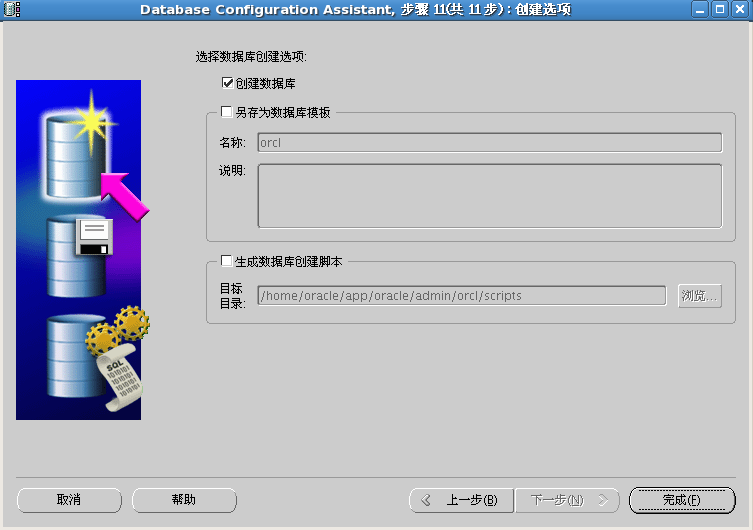 Database Configuration Assistant, 步骤 11(共 11 步) : 创建选项
选择数据库创建选项:
创建数据库
另存为数据库模板
名称: orcl
说明:
生成数据库创建脚本
目标
目录: /home/oracle/app/oracle/admin/orcl/scripts 浏览...
SQL
取消 帮助 上一步(B) 下一步(N) 完成(F)